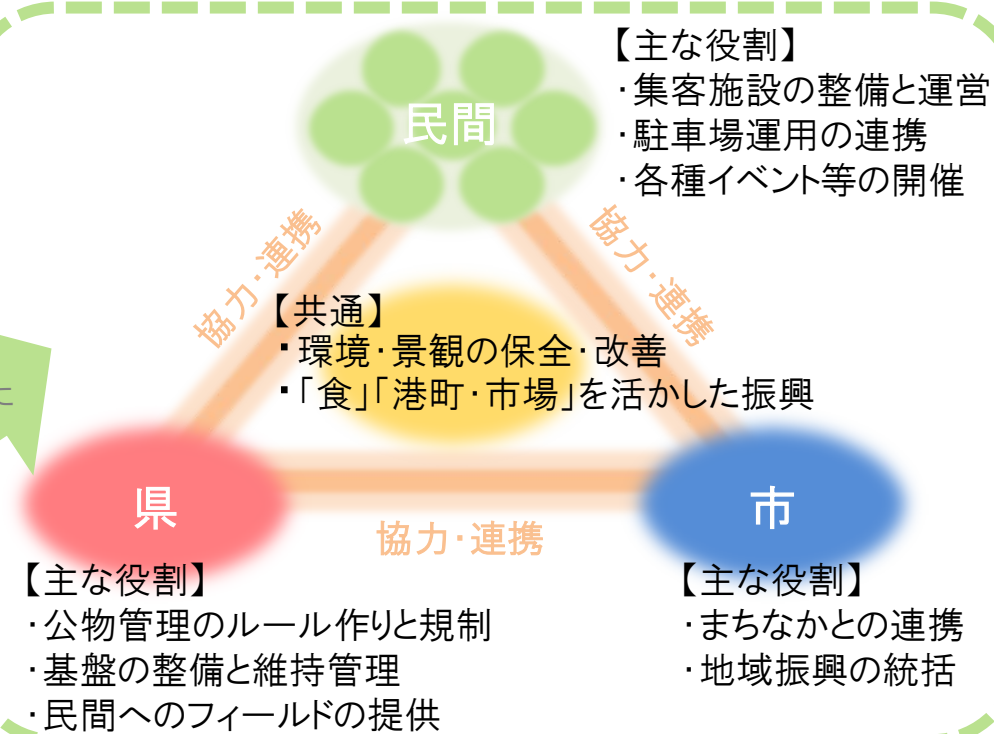 【主な役割】
・集客施設の整備と運営
・駐車場運用の連携
・各種イベント等の開催
民間
協力・連携
協力・連携
【共通】
・環境・景観の保全・改善
・「食」「港町・市場」を活かした振興
に
県
市
協力・連携
【主な役割】
・公物管理のルール作りと規制
・基盤の整備と維持管理
・民間へのフィールドの提供
【主な役割】
・まちなかとの連携
・地域振興の統括